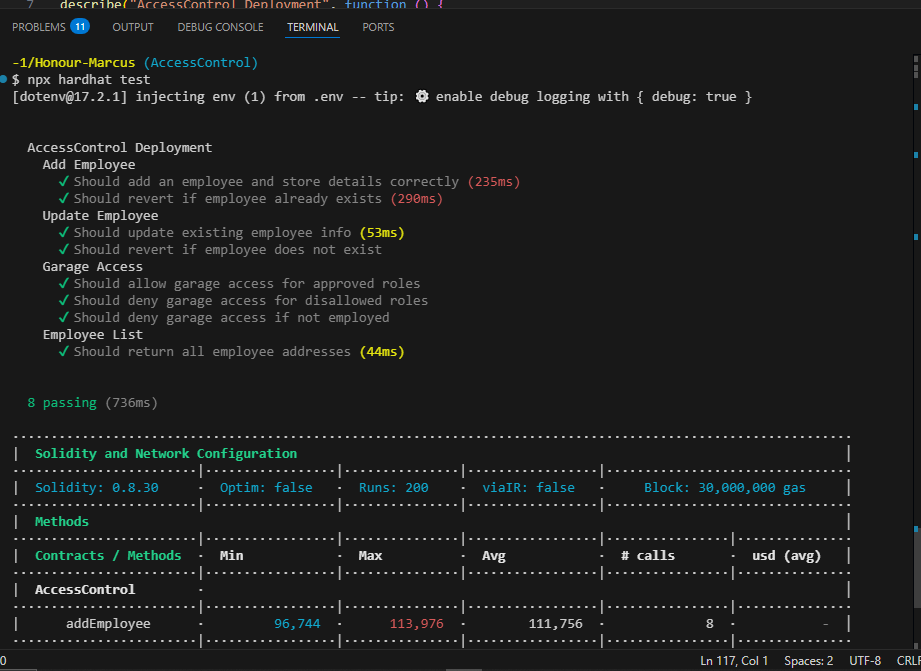 7 describe("AccessControl Deployment", function () {
PROBLEMS 11 OUTPUT DEBUG CONSOLE TERMINAL PORTS
-1/Honour-Marcus (AccessControl)
$ npx hardhat test
[dotenv@17.2.1] injecting env (1) from .env -- tip: ⚙ enable debug logging with { debug: true }
AccessControl Deployment
Add Employee
✓ Should add an employee and store details correctly (235ms)
✓ Should revert if employee already exists (290ms)
Update Employee
✓ Should update existing employee info (53ms)
✓ Should revert if employee does not exist
Garage Access
✓ Should allow garage access for approved roles
✓ Should deny garage access for disallowed roles
✓ Should deny garage access if not employed
Employee List
✓ Should return all employee addresses (44ms)
8 passing (736ms)
| Solidity and Network Configuration |
| Solidity: 0.8.30 · Optim: false · Runs: 200 · viaIR: false · Block: 30,000,000 gas |
| Methods |
| Contracts / Methods · Min · Max · Avg · # calls · usd (avg) |
| AccessControl · |
| addEmployee · 96,744 · 113,976 · 111,756 · 8 · - |
0 Ln 117, Col 1 Spaces: 2 UTF-8 CRLF